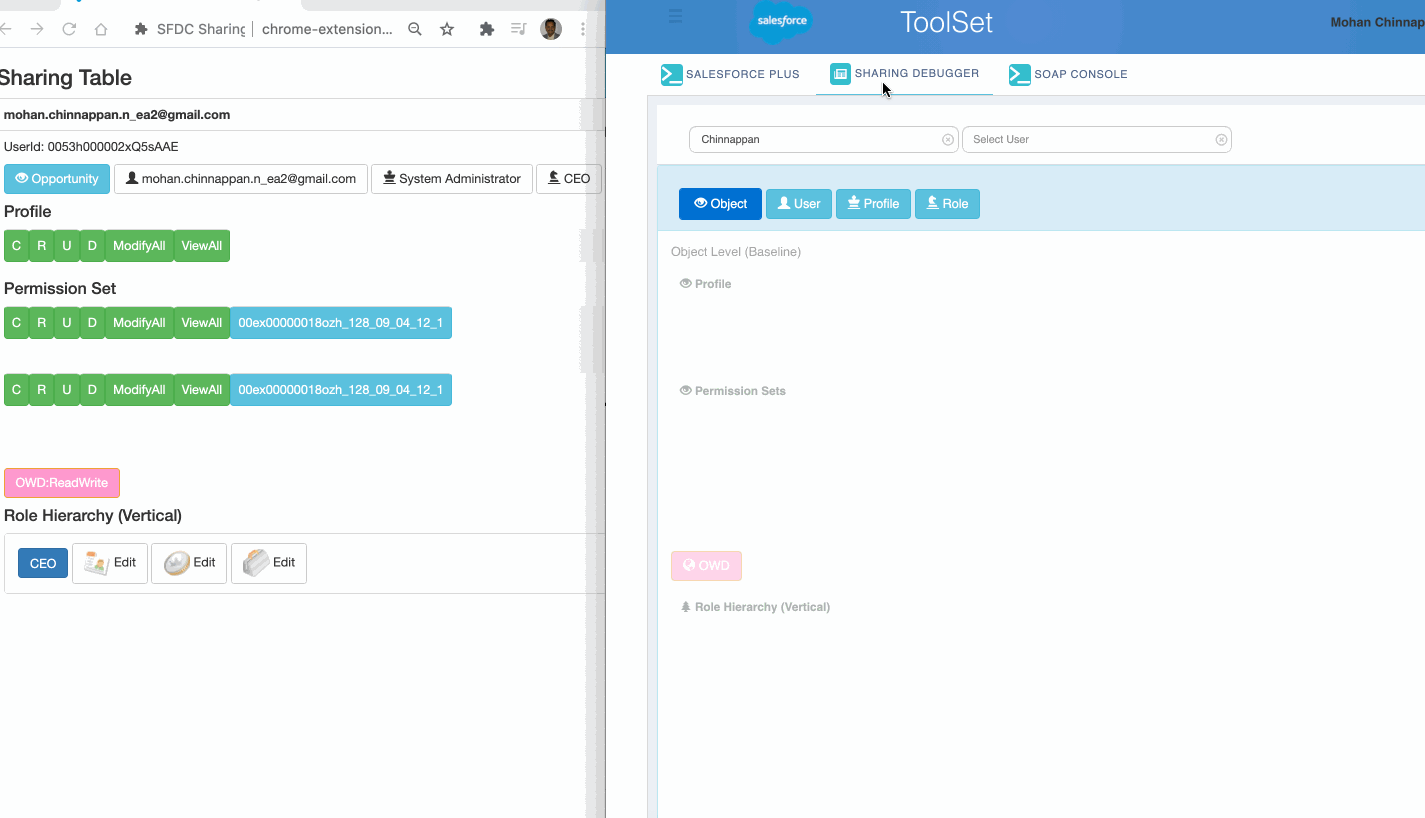 SFDC Sharing
chrome-extension...
Sharing Table
mohan.chinnappan.n_ea2@gmail.com
UserId: 0053h000002xQ5sAAE
Opportunity
mohan.chinnappan.n_ea2@gmail.com
System Administrator
CEO
Profile
C R U D ModifyAll ViewAll
Permission Set
C R U D ModifyAll ViewAll 00ex00000018ozh_128_09_04_12_1
C R U D ModifyAll ViewAll 00ex00000018ozh_128_09_04_12_1
OWD:ReadWrite
Role Hierarchy (Vertical)
CEO Edit Edit Edit
salesforce
ToolSet
Mohan Chinnap
SALESFORCE PLUS
SHARING DEBUGGER
SOAP CONSOLE
Chinnappan
Select User
Object User Profile Role
Object Level (Baseline)
Profile
Permission Sets
OWD
Role Hierarchy (Vertical)